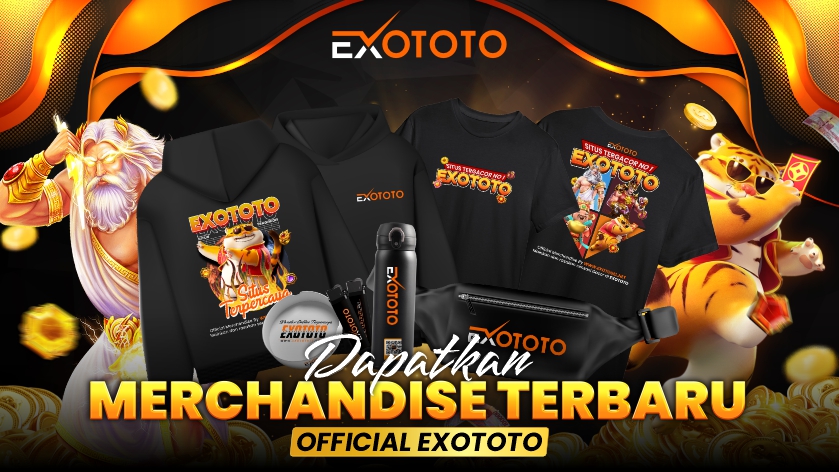 EXOTOTO
EXOTOTO
Situs
Terpercaya
EXOTOTO
SITUS TERGACOR NO 1
EXOTOTO
EXOTOTO
SITUS TERGACOR NO 1
EXOTOTO
EXOTOTO
EXOTOTO
EXOTOTO
Dapatkan
MERCHANDISE TERBARU
OFFICIAL EXOTOTO